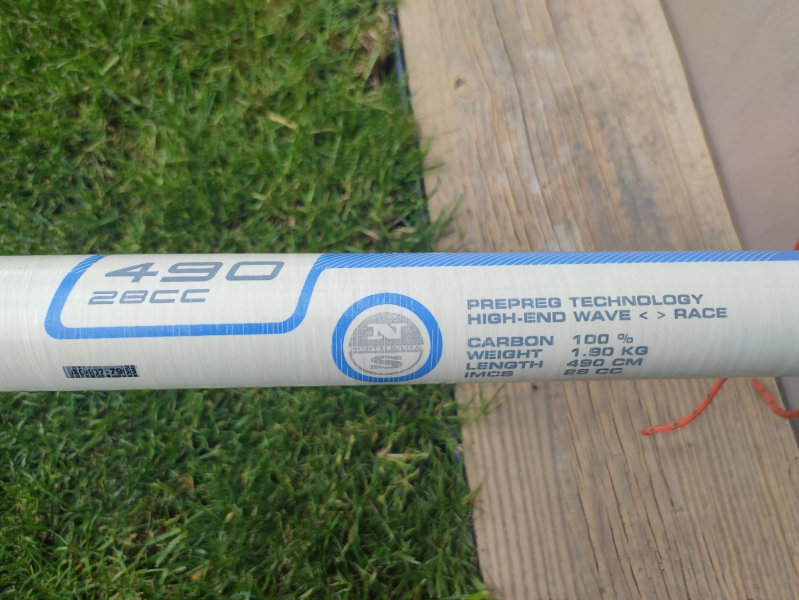 490
28CC
N
S
PREPREG TECHNOLOGY
HIGH-END WAVE < > RACE
CARBON 100 %
WEIGHT 1.90 KG
LENGTH 490 CM
IMCS 28 CC